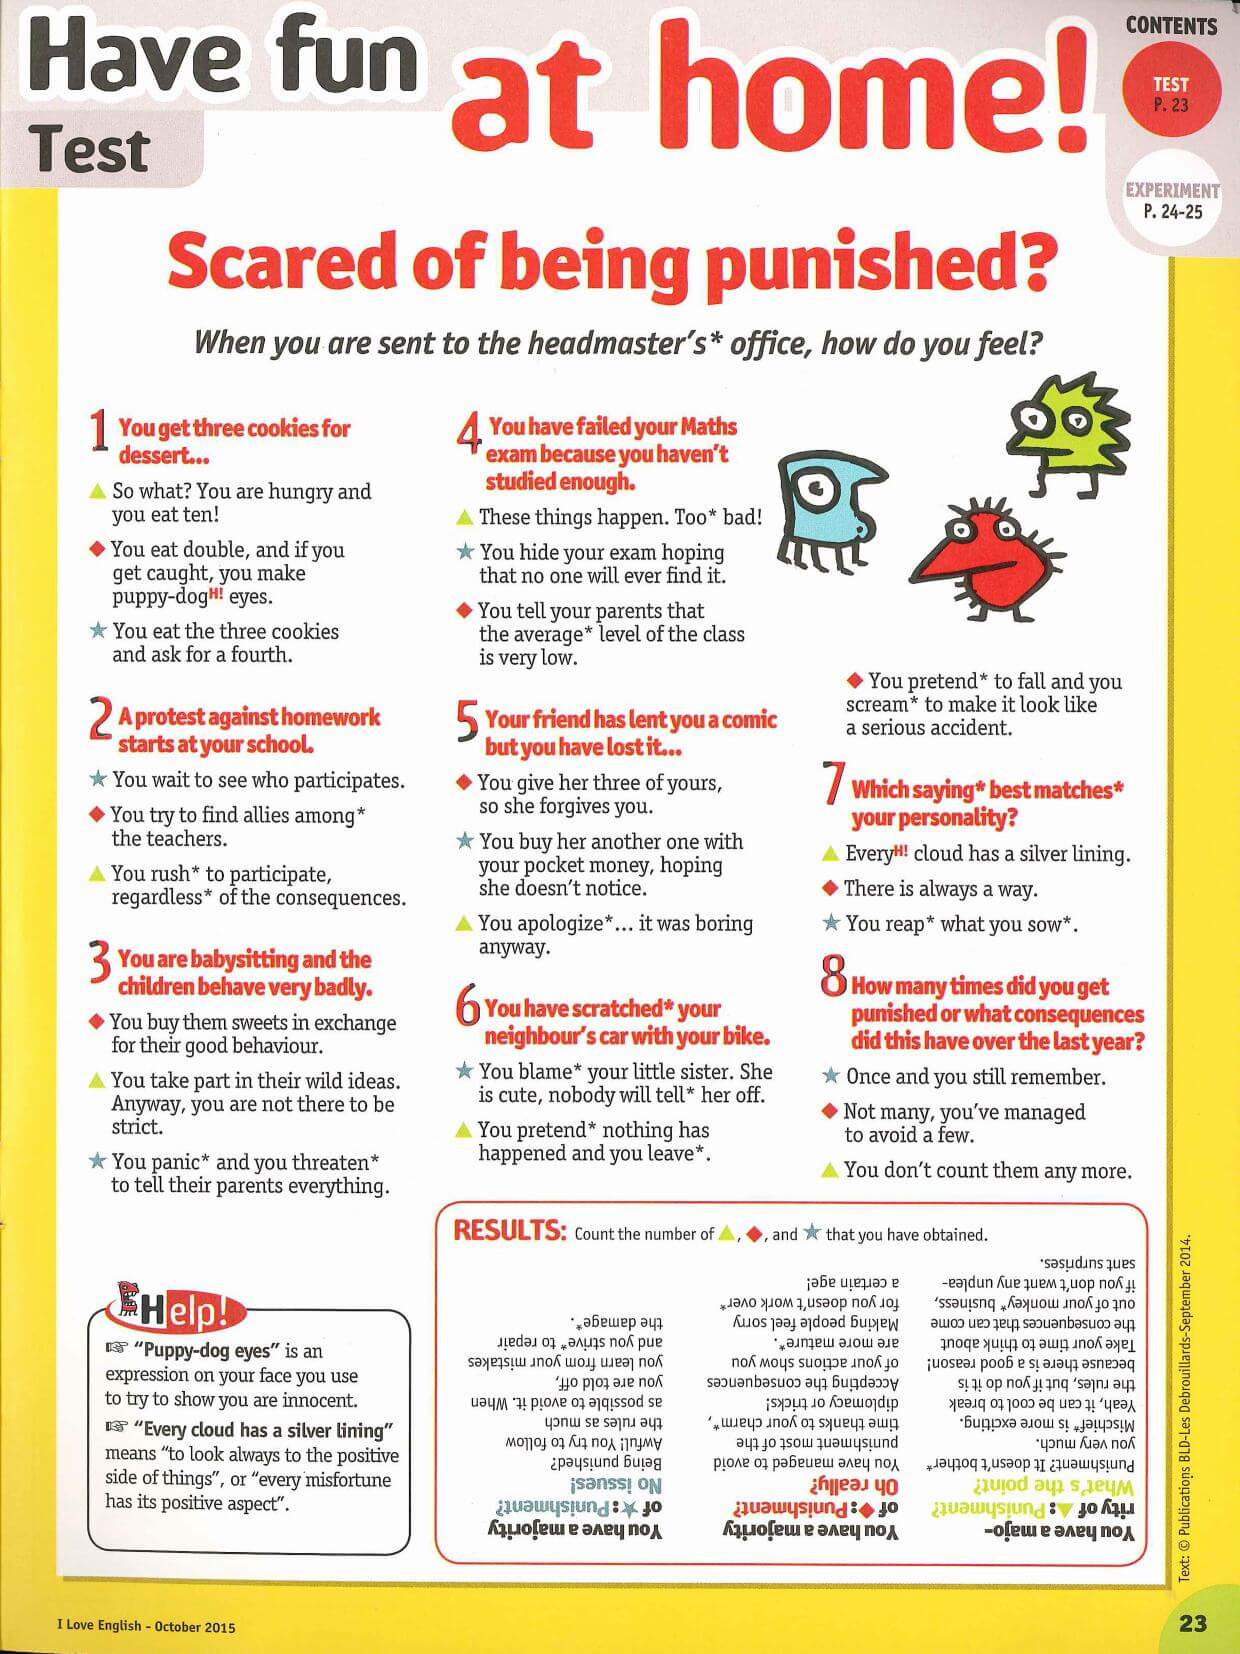 Have fun at home!
Test
CONTENTS
TEST
P. 23
EXPERIMENT
P. 24-25
Scared of being punished?
When you are sent to the headmaster's* office, how do you feel?
1 You get three cookies for
dessert...
▲ So what? You are hungry and
you eat ten!
◆ You eat double, and if you
get caught, you make
puppy-dogH! eyes.
★ You eat the three cookies
and ask for a fourth.
2 A protest against homework
starts at your school.
★ You wait to see who participates.
◆ You try to find allies among*
the teachers.
▲ You rush* to participate,
regardless* of the consequences.
3 You are babysitting and the
children behave very badly.
◆ You buy them sweets in exchange
for their good behaviour.
▲ You take part in their wild ideas.
Anyway, you are not there to be
strict.
★ You panic* and you threaten*
to tell their parents everything.
4 You have failed your Maths
exam because you haven't
studied enough.
▲ These things happen. Too* bad!
★ You hide your exam hoping
that no one will ever find it.
◆ You tell your parents that
the average* level of the class
is very low.
5 Your friend has lent you a comic
but you have lost it...
◆ You give her three of yours,
so she forgives you.
★ You buy her another one with
your pocket money, hoping
she doesn't notice.
▲ You apologize*... it was boring
anyway.
6 You have scratched* your
neighbour's car with your bike.
★ You blame* your little sister. She
is cute, nobody will tell* her off.
▲ You pretend* nothing has
happened and you leave*.
◆ You pretend* to fall and you
scream* to make it look like
a serious accident.
7 Which saying* best matches*
your personality?
▲ EveryH! cloud has a silver lining.
◆ There is always a way.
★ You reap* what you sow*.
8 How many times did you get
punished or what consequences
did this have over the last year?
★ Once and you still remember.
◆ Not many, you've managed
to avoid a few.
▲ You don't count them any more.
Help!
☞ "Puppy-dog eyes" is an
expression on your face you use
to try to show you are innocent.
☞ "Every cloud has a silver lining"
means "to look always to the positive
side of things", or "every misfortune
has its positive aspect".
RESULTS: Count the number of ▲, ◆, and ★ that you have obtained.
You have a majo-
rity of ▲: Punishment?
What's the point?
Punishment? It doesn't bother*
you very much.
Mischief* is more exciting.
Yeah, it can be cool to break
the rules, but if you do it is
because there is a good reason!
Take your time to think about
the consequences that can come
out of your monkey* business,
if you don't want any unplea-
sant surprises.
You have a majority
of ◆: Punishment?
Oh really?
You have managed to avoid
punishment most of the
time thanks to your charm*,
diplomacy or tricks!
Accepting the consequences
of your actions show you
are more mature*.
Making people feel sorry
for you doesn't work over*
a certain age!
You have a majority
of ★: Punishment?
No issues!
Being punished?
Awful! You try to follow
the rules as much
as possible to avoid it. When
you are told off,
you learn from your mistakes
and you strive* to repair
the damage*.
Text: © Publications BLD-Les Debrouillards-September 2014.
I Love English - October 2015
23